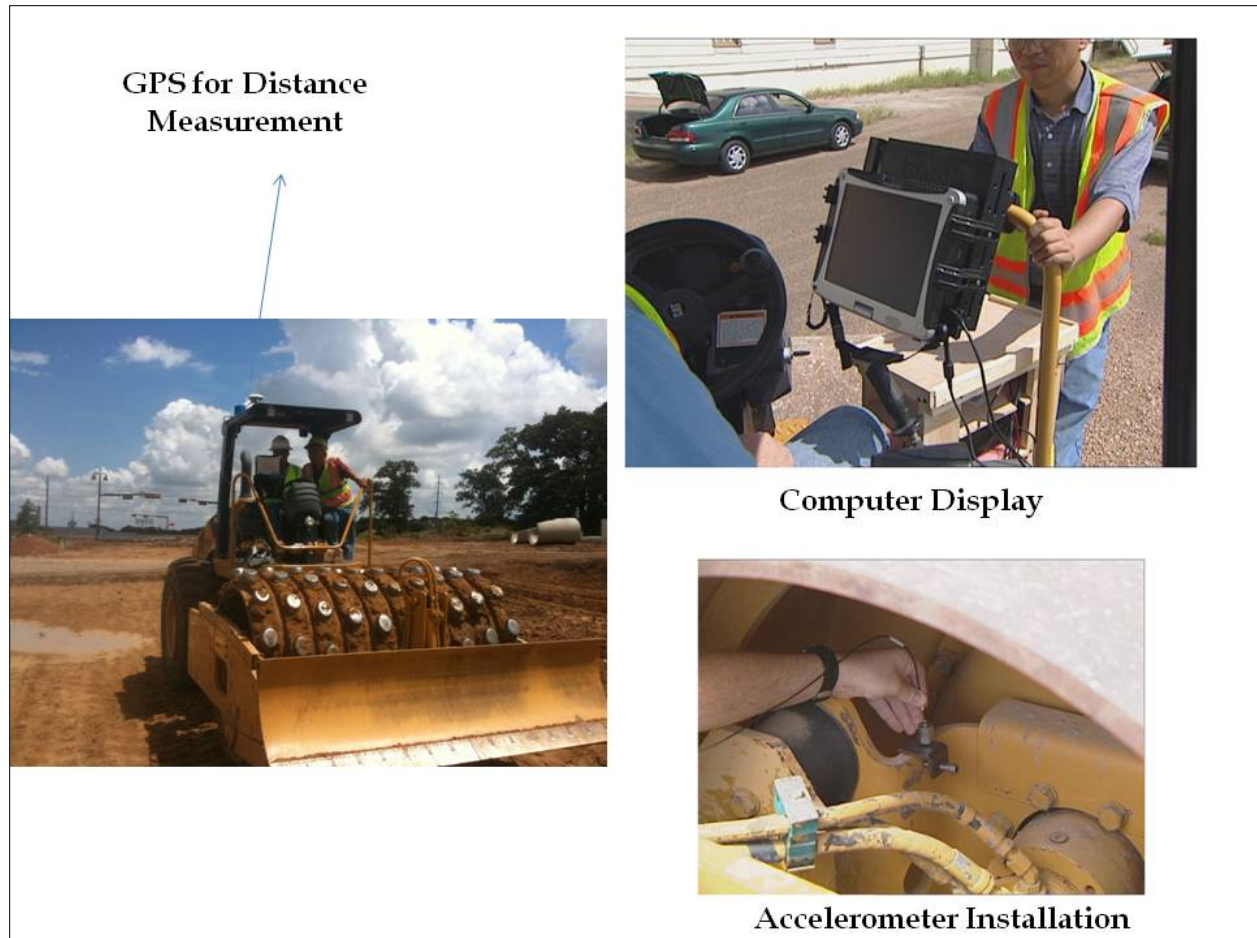 GPS for Distance
Measurement
Computer Display
Accelerometer Installation